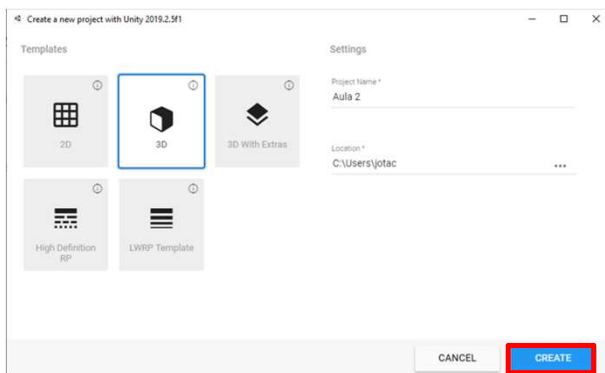 Create a new project with Unity 2019.2.5f1
Templates
2D
3D
3D With Extras
High Definition
RP
LWRP Template
Settings
Project Name *
Aula 2
Location *
C:\Users\jotac
CANCEL
CREATE